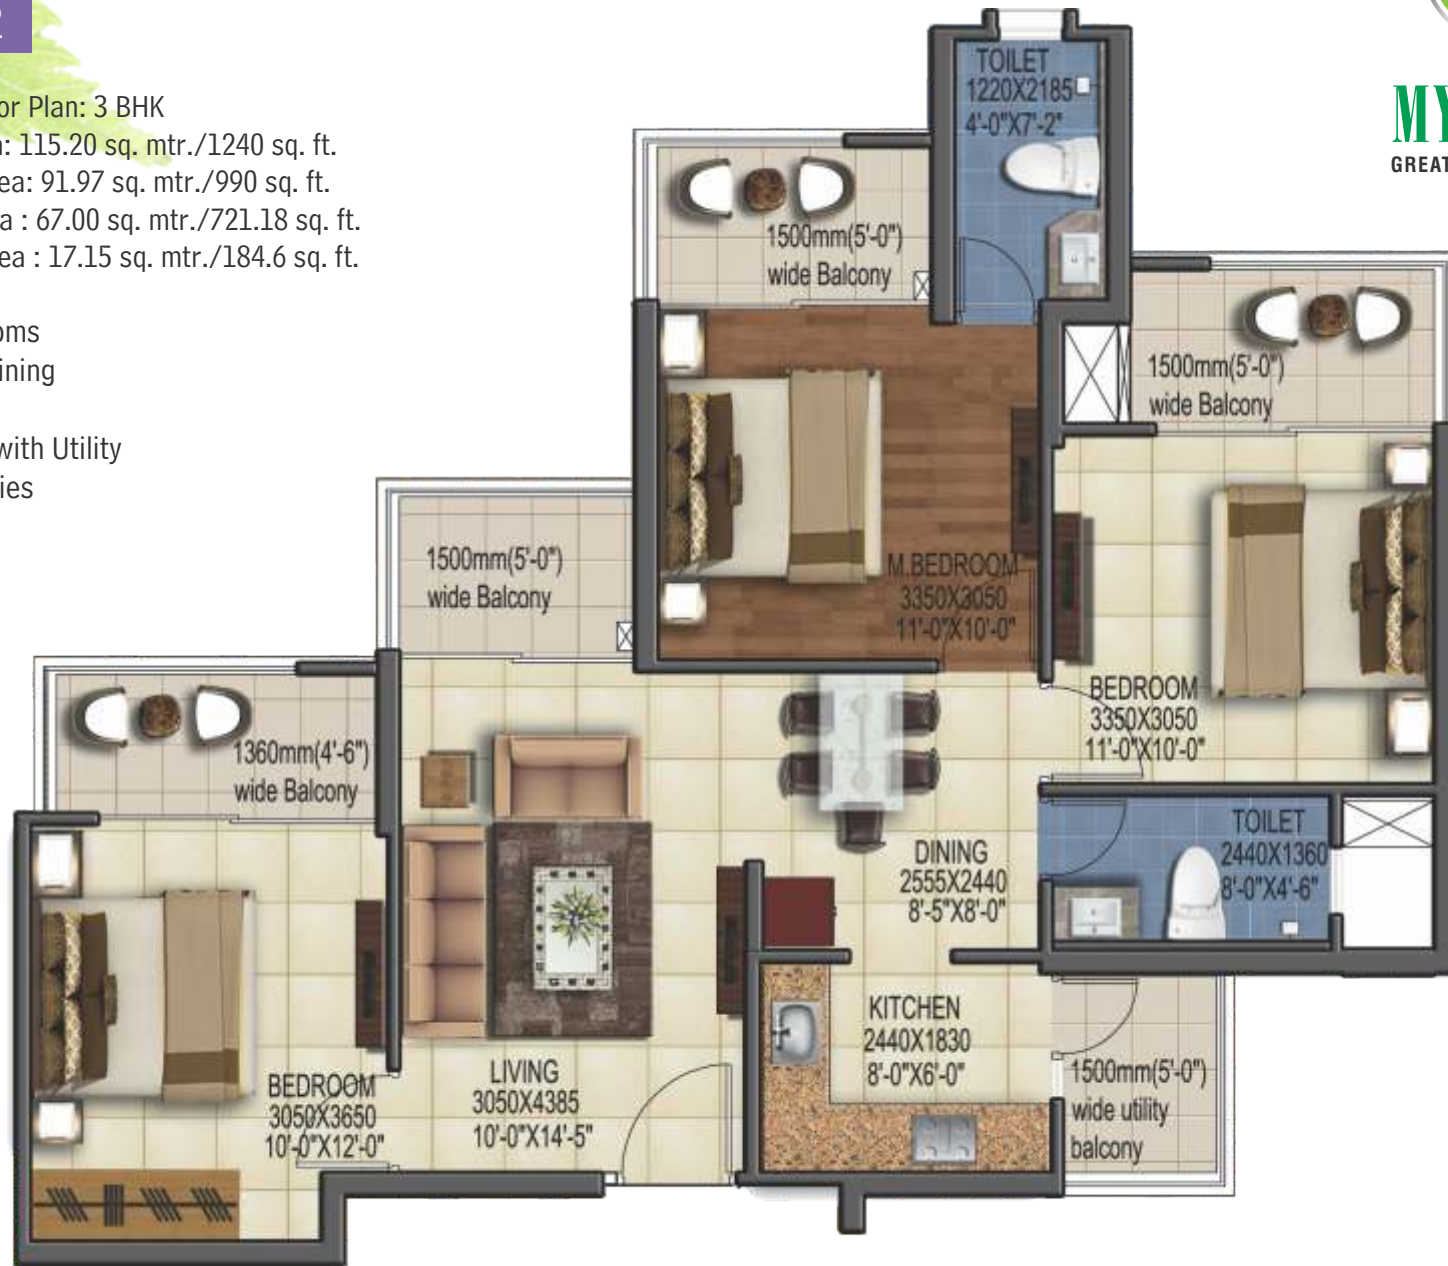 or Plan: 3 BHK
: 115.20 sq. mtr./1240 sq. ft.
ea: 91.97 sq. mtr./990 sq. ft.
a : 67.00 sq. mtr./721.18 sq. ft.
ea : 17.15 sq. mtr./184.6 sq. ft.
oms
ining
with Utility
ies
MY
GREAT
TOILET
1220X2185
4'-0"X7'-2"
1500mm(5'-0")
wide Balcony
1500mm(5'-0")
wide Balcony
1500mm(5'-0")
wide Balcony
M.BEDROOM
3350X3050
11'-0"X10'-0"
BEDROOM
3350X3050
11'-0"X10'-0"
1360mm(4'-6")
wide Balcony
TOILET
2440X1360
8'-0"X4'-6"
DINING
2555X2440
8'-5"X8'-0"
KITCHEN
2440X1830
8'-0"X6'-0"
BEDROOM
3050X3650
10'-0"X12'-0"
LIVING
3050X4385
10'-0"X14'-5"
1500mm(5'-0")
wide utility
balcony